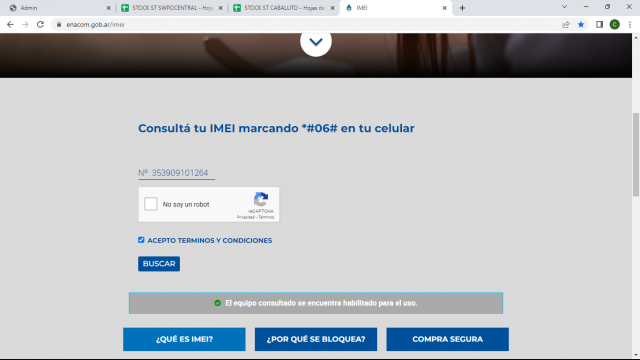 Admin
STOCK ST SWPOCENTRAL - Hoja
STOCK ST CABALLITO - Hojas de
IMEI
enacom.gob.ar/imei
C
Consultá tu IMEI marcando *#06# en tu celular
Nº 353909101264
No soy un robot
reCAPTCHA
Privacidad - Términos
ACEPTO TERMINOS Y CONDICIONES
BUSCAR
El equipo consultado se encuentra habilitado para el uso.
¿QUÉ ES IMEI?
¿POR QUÉ SE BLOQUEA?
COMPRA SEGURA